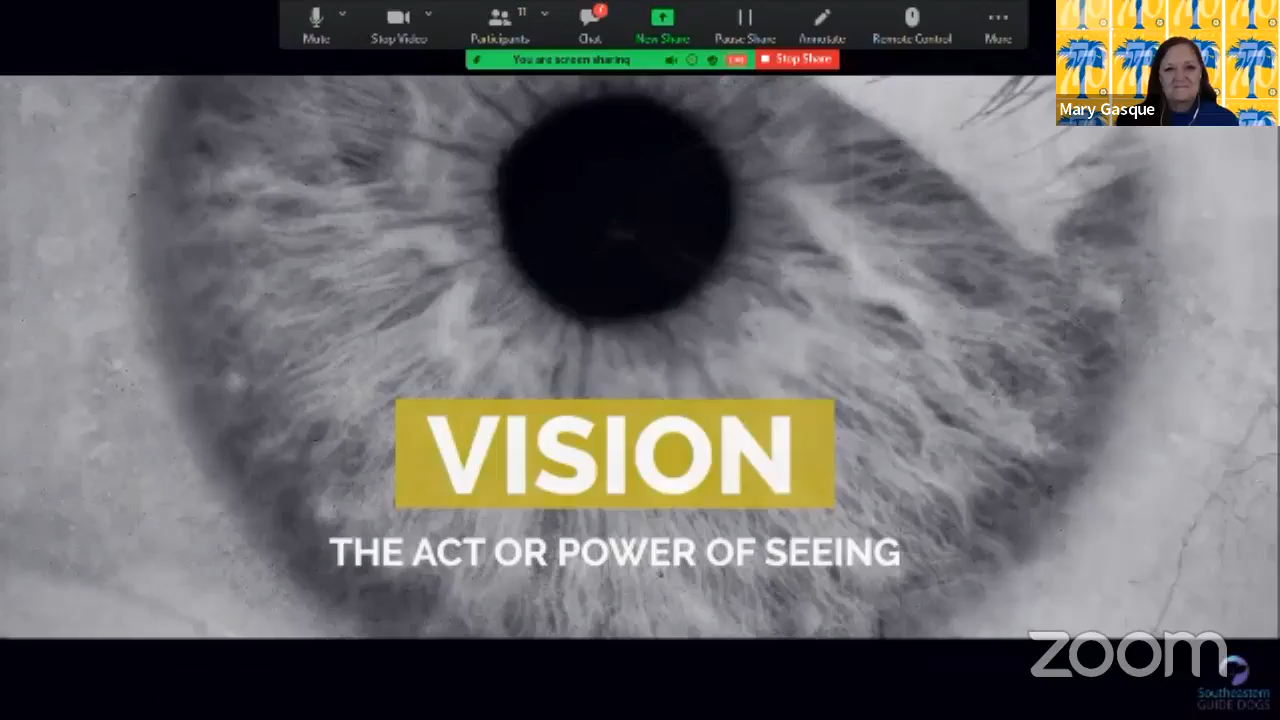 Mute
Stop Video
Participants
11
Chat
New Share
Pause Share
Annotate
Remote Control
More
You are screen sharing
Stop Share
Mary Gasque
VISION
THE ACT OR POWER OF SEEING
zoom
Southeastern
GUIDE DOGS